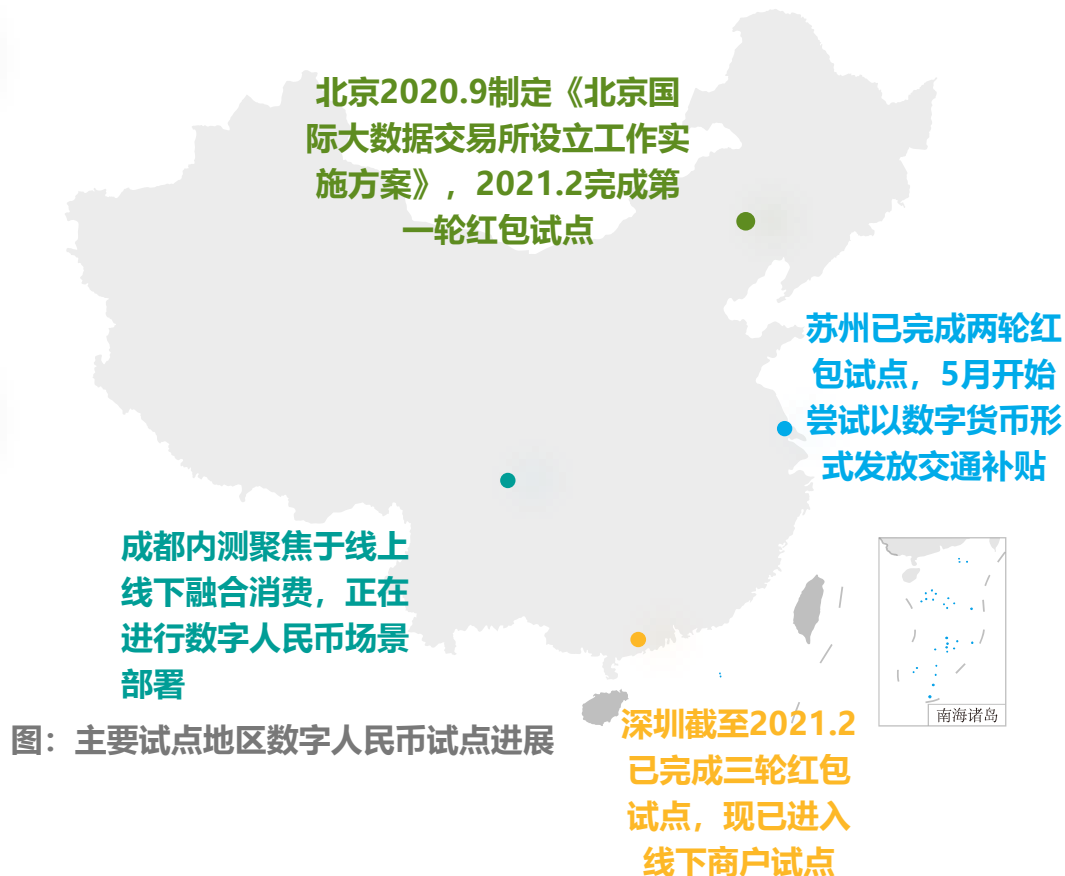 北京2020.9制定《北京国
际大数据交易所设立工作实
施方案》，2021.2完成第
一轮红包试点
苏州已完成两轮红
包试点，5月开始
尝试以数字货币形
式发放交通补贴
成都内测聚焦于线上
线下融合消费，正在
进行数字人民币场景
部署
南海诸岛
图：主要试点地区数字人民币试点进展
深圳截至2021.2
已完成三轮红包
试点，现已进入
线下商户试点